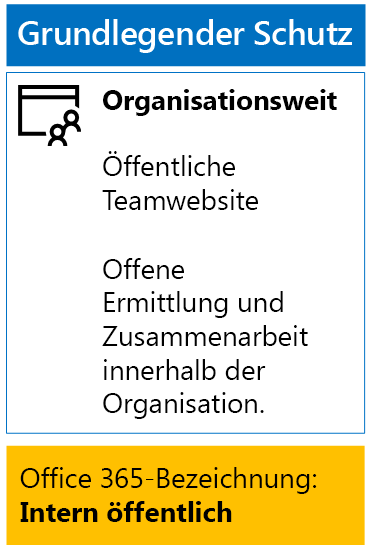 Grundlegender Schutz
Organisationsweit
Öffentliche
Teamwebsite
Offene
Ermittlung und
Zusammenarbeit
innerhalb der
Organisation.
Office 365-Bezeichnung:
Intern öffentlich